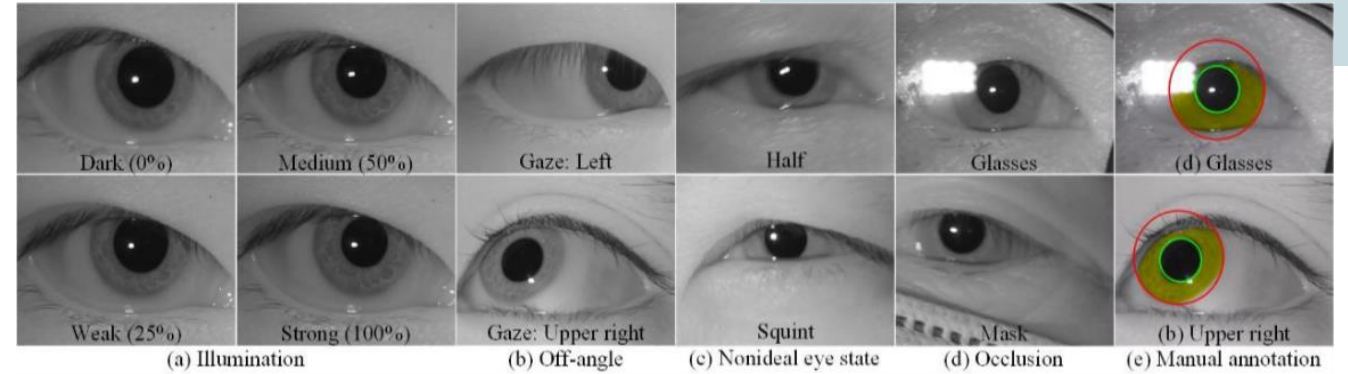 Dark (0%)
Medium (50%)
Gaze: Left
Half
Glasses
(d) Glasses
Weak (25%)
Strong (100%)
Gaze: Upper right
Squint
Mask
(b) Upper right
(a) Illumination
(b) Off-angle
(c) Nonideal eye state
(d) Occlusion
(e) Manual annotation